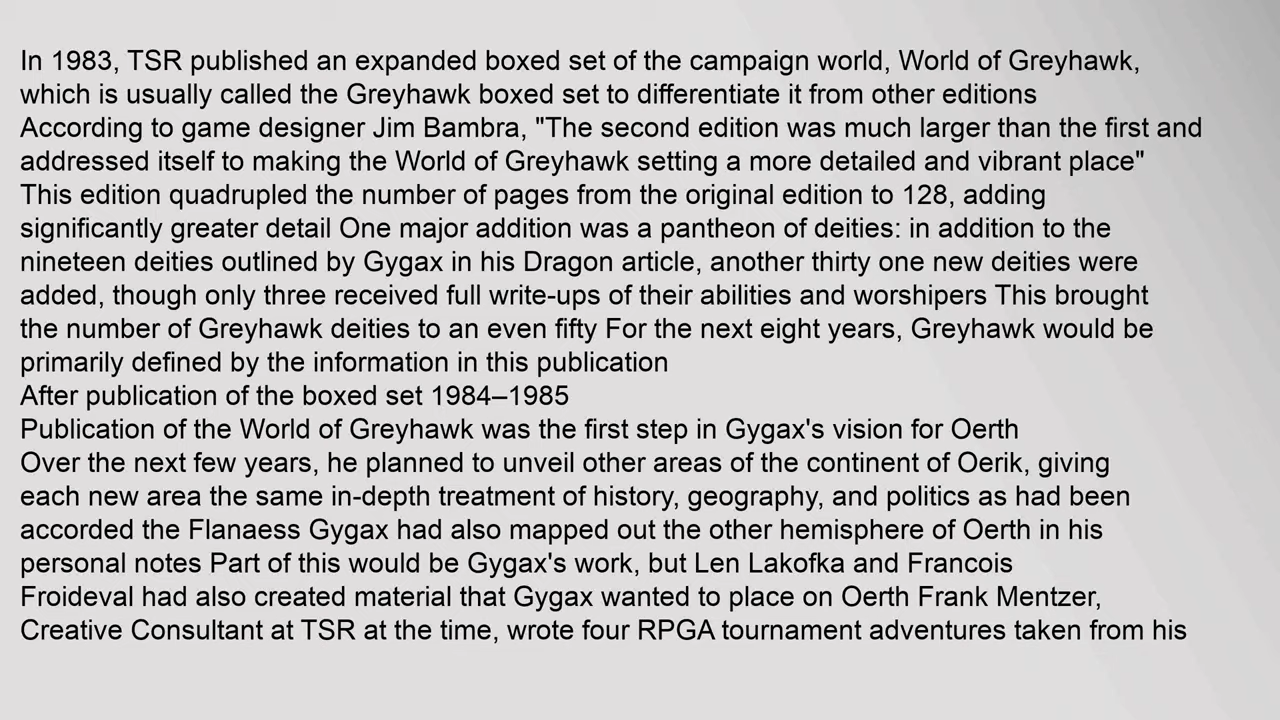 In 1983, TSR published an expanded boxed set of the campaign world, World of Greyhawk,
which is usually called the Greyhawk boxed set to differentiate it from other editions
According to game designer Jim Bambra, "The second edition was much larger than the first and
addressed itself to making the World of Greyhawk setting a more detailed and vibrant place"
This edition quadrupled the number of pages from the original edition to 128, adding
significantly greater detail One major addition was a pantheon of deities: in addition to the
nineteen deities outlined by Gygax in his Dragon article, another thirty one new deities were
added, though only three received full write-ups of their abilities and worshipers This brought
the number of Greyhawk deities to an even fifty For the next eight years, Greyhawk would be
primarily defined by the information in this publication
After publication of the boxed set 1984–1985
Publication of the World of Greyhawk was the first step in Gygax's vision for Oerth
Over the next few years, he planned to unveil other areas of the continent of Oerik, giving
each new area the same in-depth treatment of history, geography, and politics as had been
accorded the Flanaess Gygax had also mapped out the other hemisphere of Oerth in his
personal notes Part of this would be Gygax's work, but Len Lakofka and Francois
Froideval had also created material that Gygax wanted to place on Oerth Frank Mentzer,
Creative Consultant at TSR at the time, wrote four RPGA tournament adventures taken from his